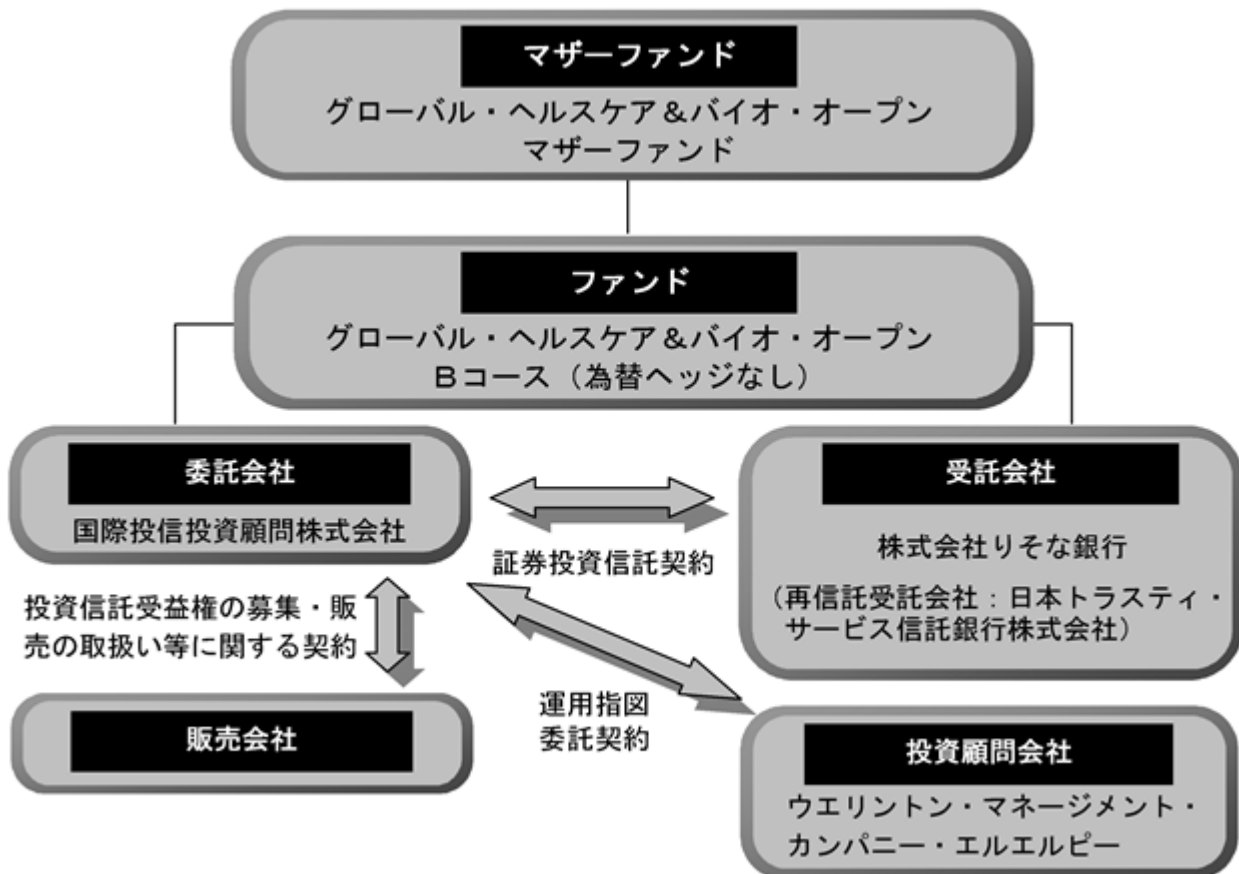 マザーファンド
グローバル・ヘルスケア＆バイオ・オープン
マザーファンド
ファンド
グローバル・ヘルスケア＆バイオ・オープン
Ｂコース（為替ヘッジなし）
委託会社
国際投信投資顧問株式会社
証券投資信託契約
受託会社
株式会社りそな銀行
（再信託受託会社：日本トラスティ・
サービス信託銀行株式会社）
投資信託受益権の募集・販
売の取扱い等に関する契約
運用指図
委託契約
販売会社
投資顧問会社
ウエリントン・マネージメント・
カンパニー・エルエルピー